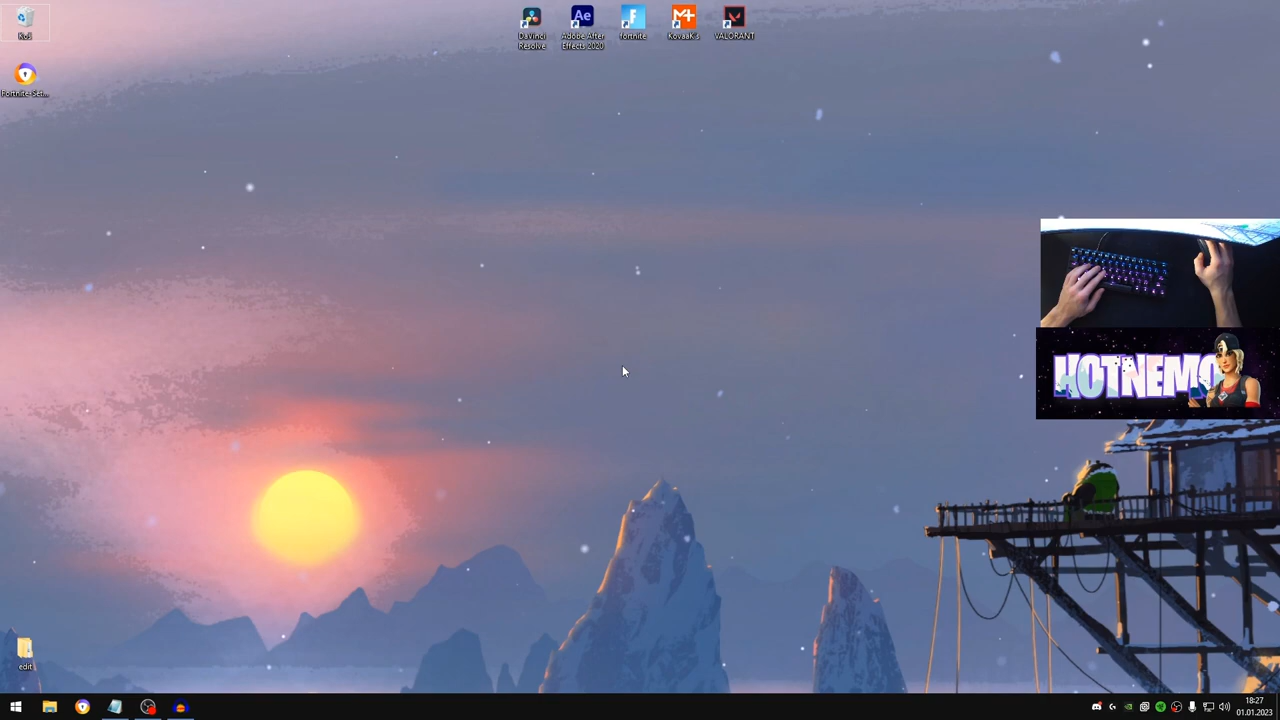 Koš
DaVinci
Resolve
Adobe After
Effects 2020
fortnite
KovaaK's
VALORANT
Fortnite-Set...
HOTNEMO
edit
18:27
01.01.2023